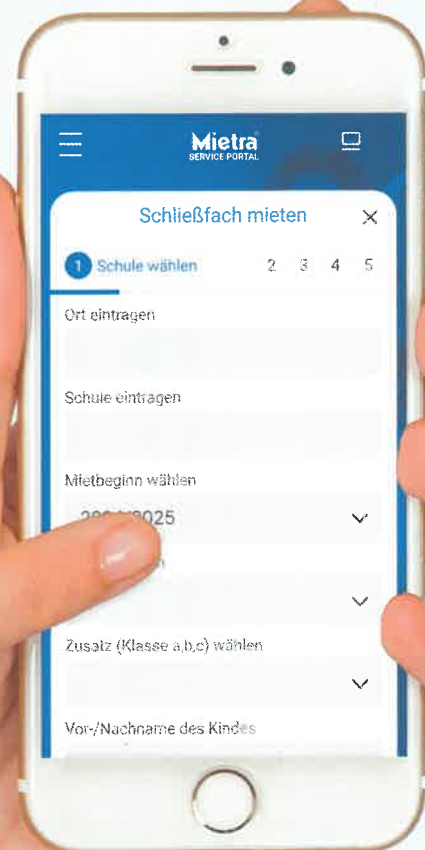 Mietra
SERVICE PORTAL
Schließfach mieten
1 Schule wählen 2 3 4 5
Ort eintragen
Schule eintragen
Mietbeginn wählen
2025
Zusatz (Klasse a,b,c) wählen
Vor-/Nachname des Kindes